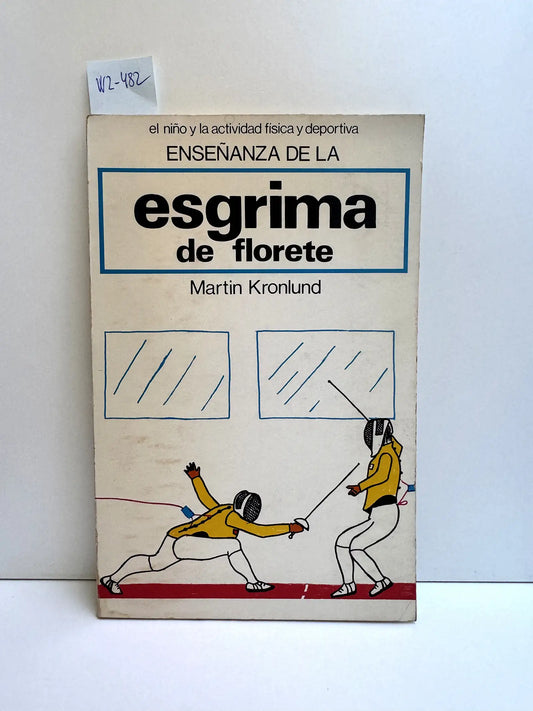 W2-482
el niño y la actividad física y deportiva
ENSEÑANZA DE LA
esgrima
de florete
Martin Kronlund